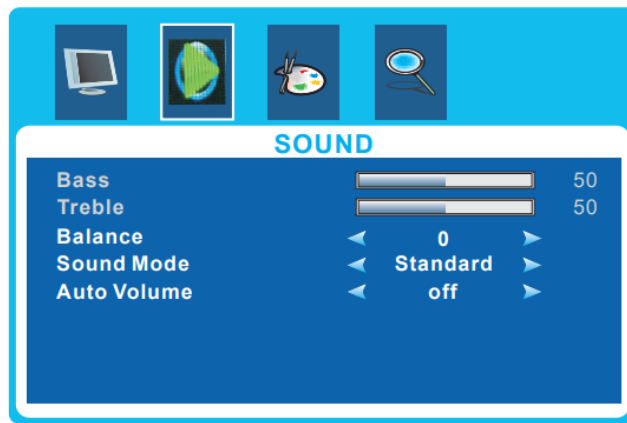 SOUND
Bass 50
Treble 50
Balance 0
Sound Mode Standard
Auto Volume off